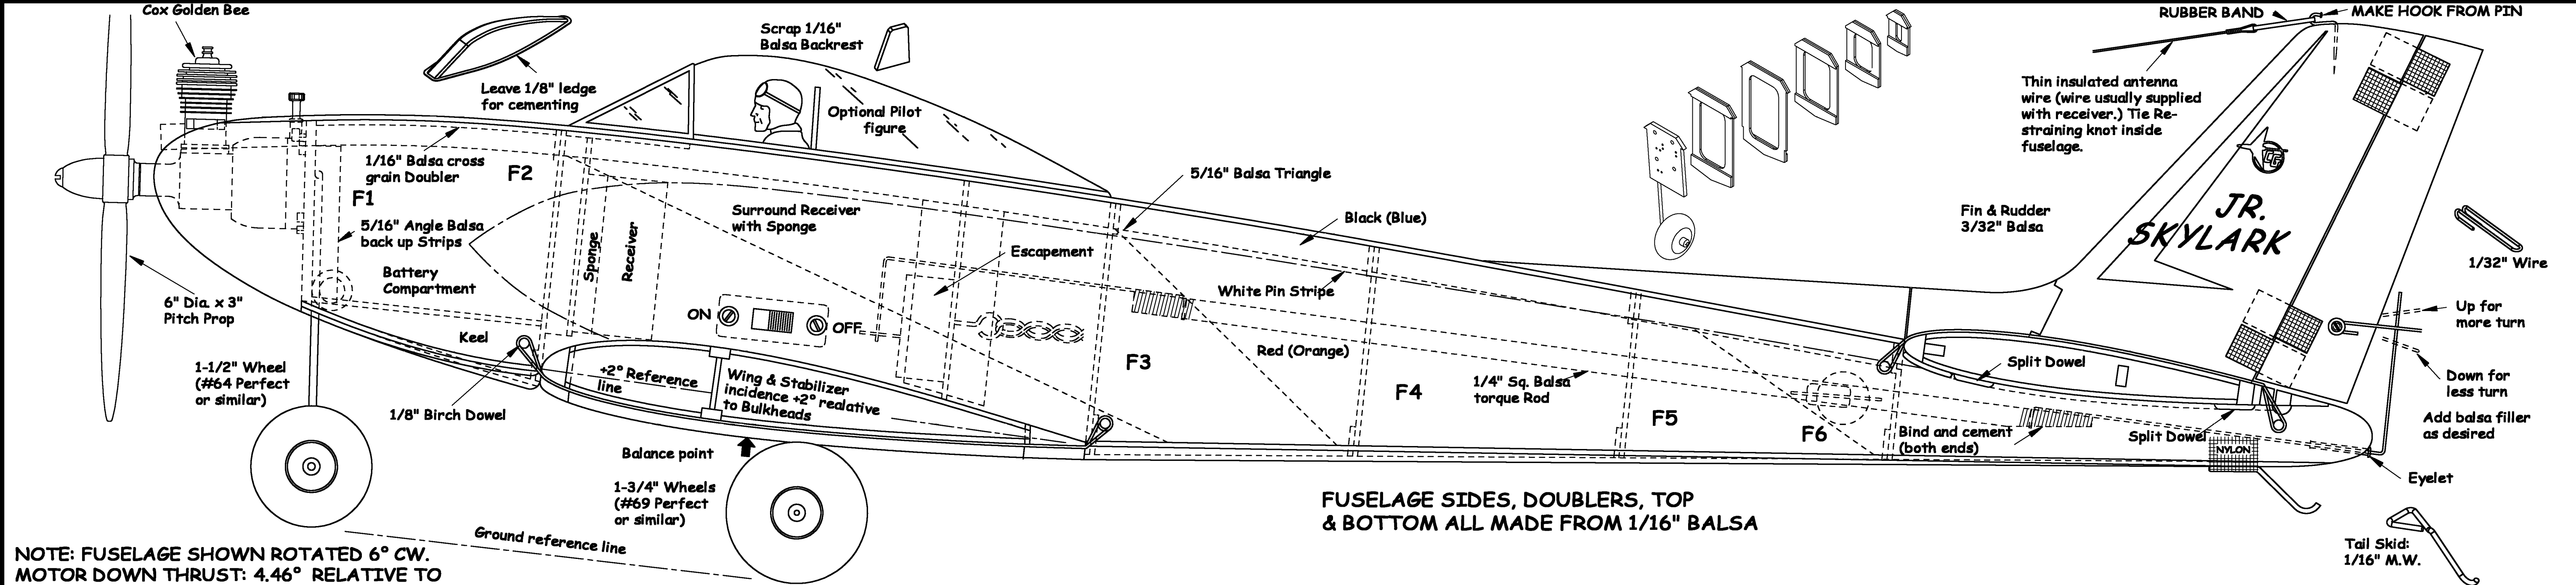 Cox Golden Bee
Leave 1/8" ledge
for cementing
Scrap 1/16"
Balsa Backrest
Optional Pilot
figure
1/16" Balsa cross
grain Doubler
F1
F2
5/16" Angle Balsa
back up Strips
Battery
Compartment
6" Dia. x 3"
Pitch Prop
Keel
1-1/2" Wheel
(#64 Perfect
or similar)
1/8" Birch Dowel
Sponge
Receiver
Surround Receiver
with Sponge
Escapement
ON
OFF
+2° Reference
line
Wing & Stabilizer
incidence +2° realative
to Bulkheads
Balance point
1-3/4" Wheels
(#69 Perfect
or similar)
Ground reference line
NOTE: FUSELAGE SHOWN ROTATED 6° CW.
MOTOR DOWN THRUST: 4.46° RELATIVE TO
5/16" Balsa Triangle
Black (Blue)
White Pin Stripe
Red (Orange)
F3
F4
1/4" Sq. Balsa
torque Rod
F5
F6
FUSELAGE SIDES, DOUBLERS, TOP
& BOTTOM ALL MADE FROM 1/16" BALSA
RUBBER BAND
MAKE HOOK FROM PIN
Thin insulated antenna
wire (wire usually supplied
with receiver.) Tie Re-
straining knot inside
fuselage.
Fin & Rudder
3/32" Balsa
CG
JR.
SKYLARK
1/32" Wire
Up for
more turn
Down for
less turn
Add balsa filler
as desired
Split Dowel
Split Dowel
Bind and cement
(both ends)
NYLON
Eyelet
Tail Skid:
1/16" M.W.